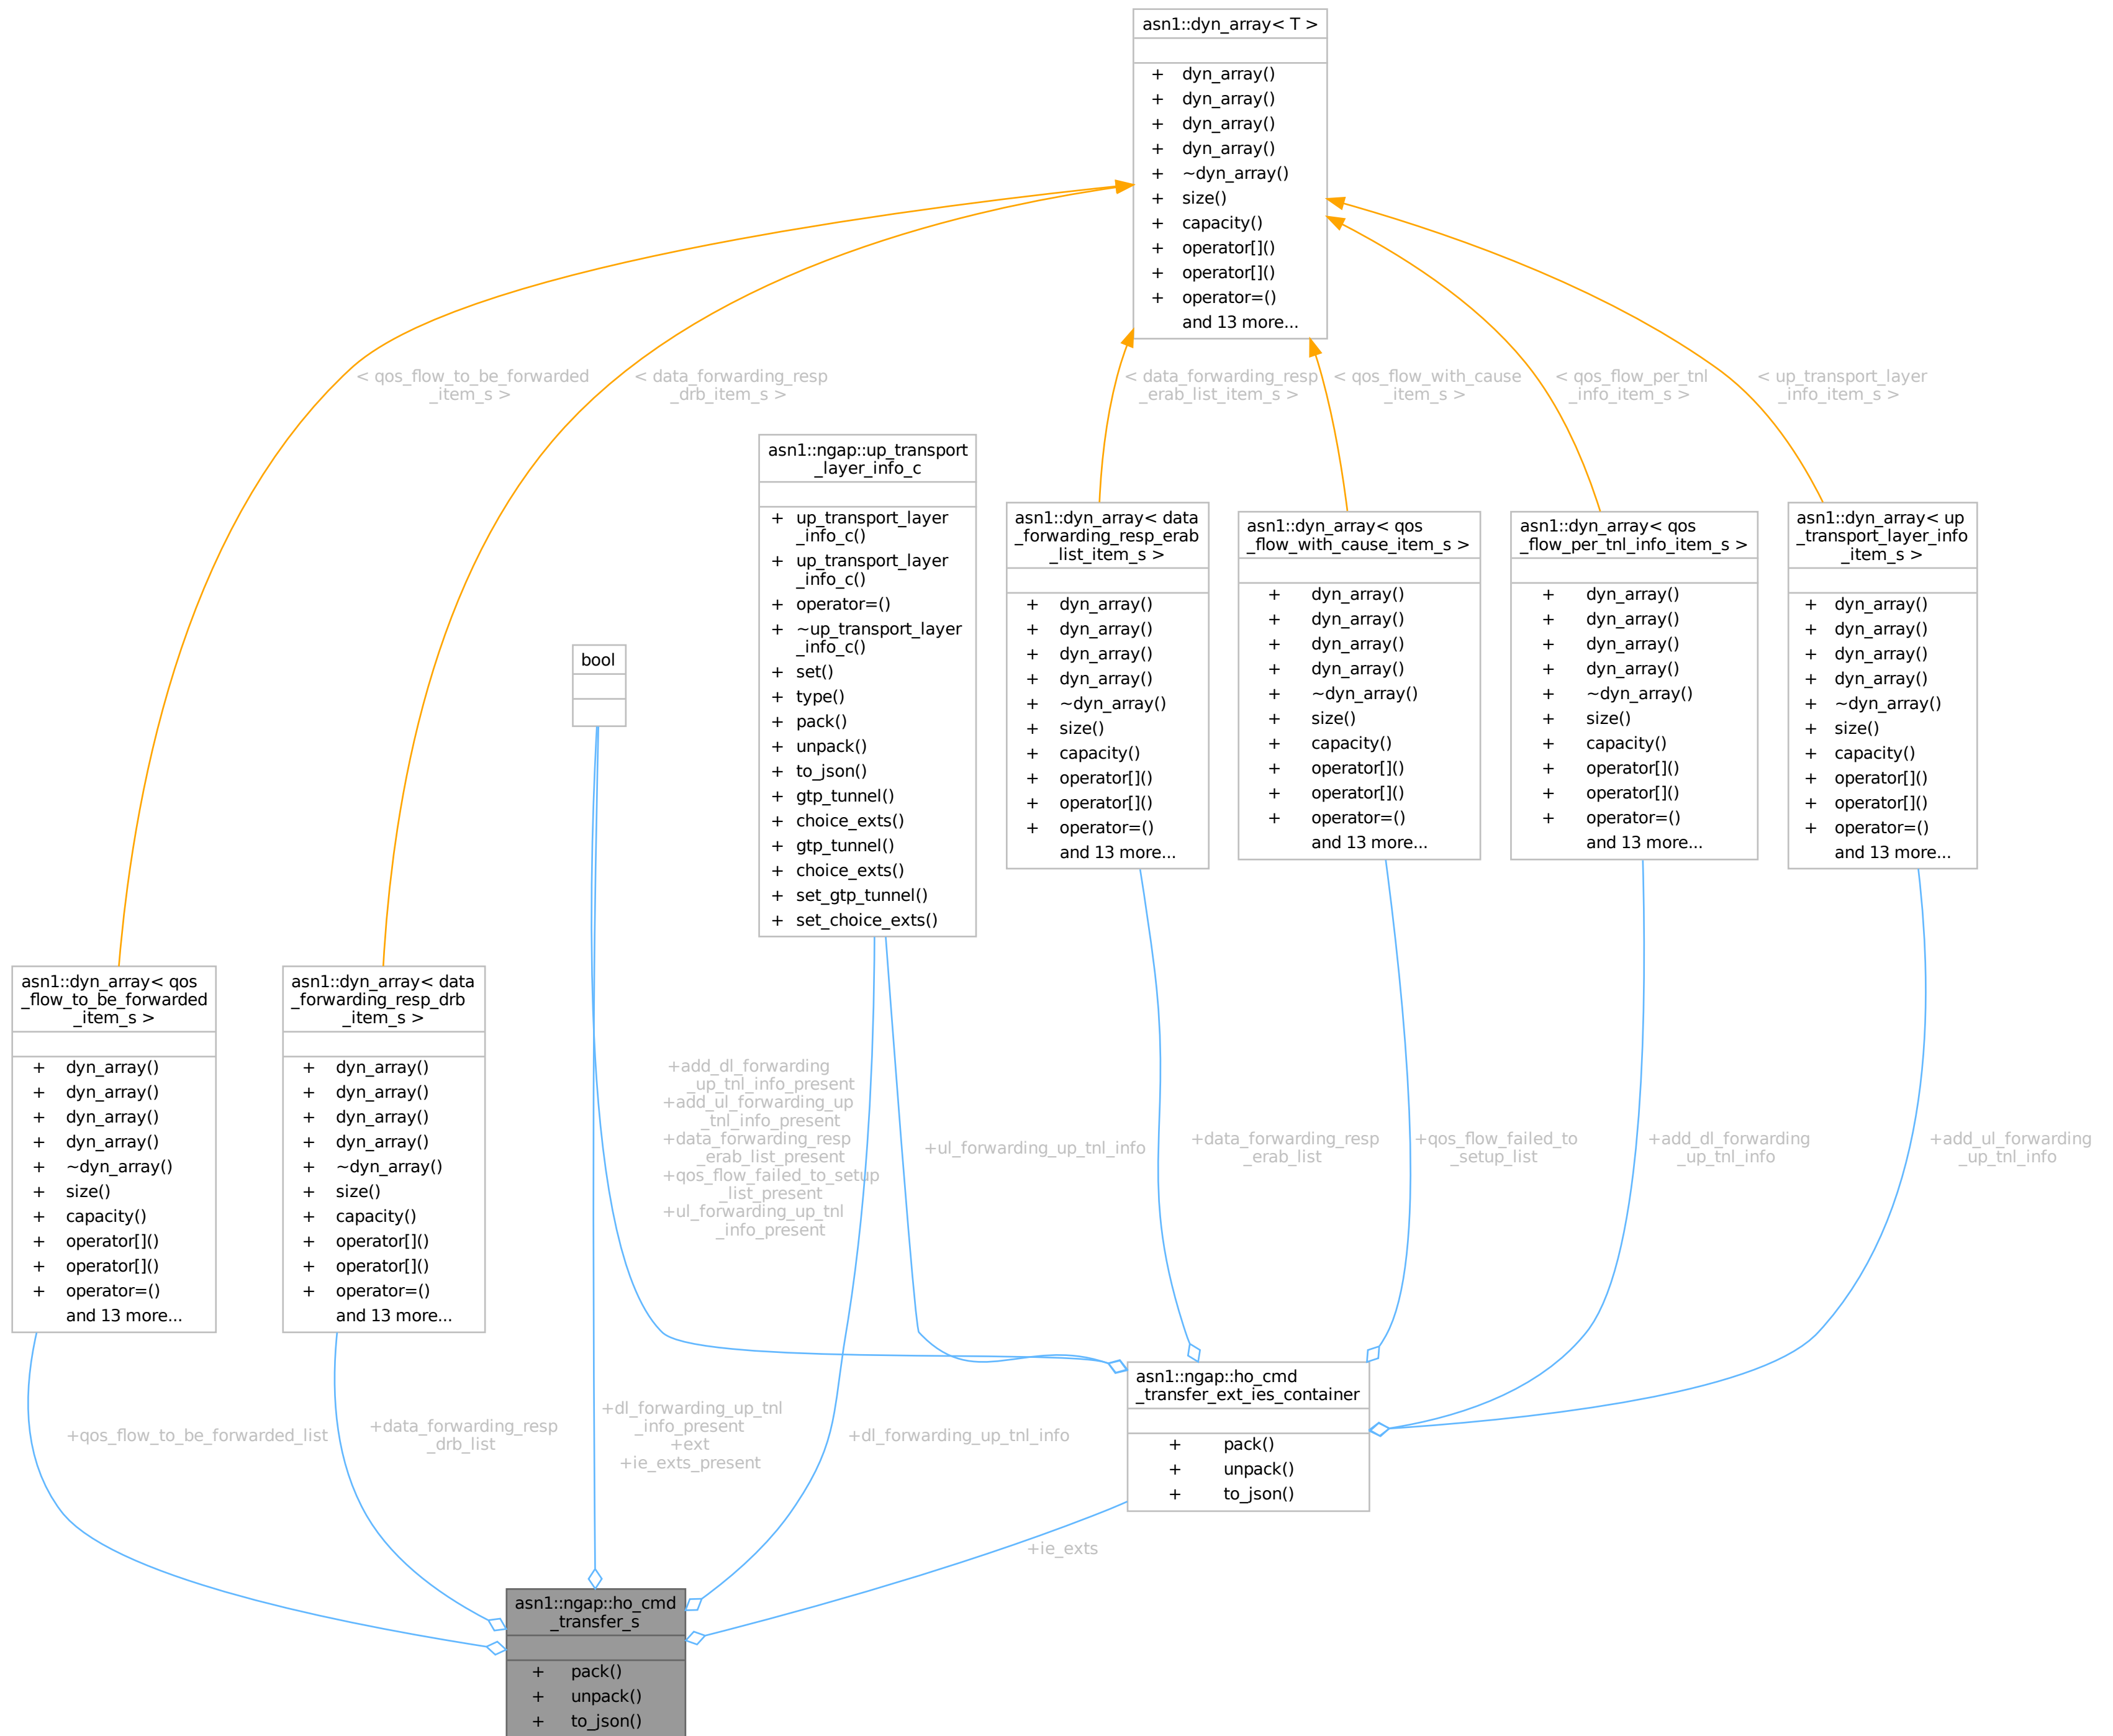 asn1::dyn_array< T >
+ dyn_array()
+ dyn_array()
+ dyn_array()
+ dyn_array()
+ ~dyn_array()
+ size()
+ capacity()
+ operator[]()
+ operator[]()
+ operator=()
and 13 more...
< qos_flow_to_be_forwarded
_item_s >
< data_forwarding_resp
_drb_item_s >
< data_forwarding_resp
_erab_list_item_s >
< qos_flow_with_cause
_item_s >
< qos_flow_per_tnl
_info_item_s >
< up_transport_layer
_info_item_s >
asn1::ngap::up_transport
_layer_info_c
+ up_transport_layer
_info_c()
+ up_transport_layer
_info_c()
+ operator=()
+ ~up_transport_layer
_info_c()
+ set()
+ type()
+ pack()
+ unpack()
+ to_json()
+ gtp_tunnel()
+ choice_exts()
+ gtp_tunnel()
+ choice_exts()
+ set_gtp_tunnel()
+ set_choice_exts()
asn1::dyn_array< data
_forwarding_resp_erab
_list_item_s >
+ dyn_array()
+ dyn_array()
+ dyn_array()
+ dyn_array()
+ ~dyn_array()
+ size()
+ capacity()
+ operator[]()
+ operator[]()
+ operator=()
and 13 more...
asn1::dyn_array< qos
_flow_with_cause_item_s >
+ dyn_array()
+ dyn_array()
+ dyn_array()
+ dyn_array()
+ ~dyn_array()
+ size()
+ capacity()
+ operator[]()
+ operator[]()
+ operator=()
and 13 more...
asn1::dyn_array< qos
_flow_per_tnl_info_item_s >
+ dyn_array()
+ dyn_array()
+ dyn_array()
+ dyn_array()
+ ~dyn_array()
+ size()
+ capacity()
+ operator[]()
+ operator[]()
+ operator=()
and 13 more...
asn1::dyn_array< up
_transport_layer_info
_item_s >
+ dyn_array()
+ dyn_array()
+ dyn_array()
+ dyn_array()
+ ~dyn_array()
+ size()
+ capacity()
+ operator[]()
+ operator[]()
+ operator=()
and 13 more...
bool
asn1::dyn_array< qos
_flow_to_be_forwarded
_item_s >
+ dyn_array()
+ dyn_array()
+ dyn_array()
+ dyn_array()
+ ~dyn_array()
+ size()
+ capacity()
+ operator[]()
+ operator[]()
+ operator=()
and 13 more...
asn1::dyn_array< data
_forwarding_resp_drb
_item_s >
+ dyn_array()
+ dyn_array()
+ dyn_array()
+ dyn_array()
+ ~dyn_array()
+ size()
+ capacity()
+ operator[]()
+ operator[]()
+ operator=()
and 13 more...
+add_dl_forwarding
_up_tnl_info_present
+add_ul_forwarding_up
_tnl_info_present
+data_forwarding_resp
_erab_list_present
+qos_flow_failed_to_setup
_list_present
+ul_forwarding_up_tnl
_info_present
+ul_forwarding_up_tnl_info
+data_forwarding_resp
_erab_list
+qos_flow_failed_to
_setup_list
+add_dl_forwarding
_up_tnl_info
+add_ul_forwarding
_up_tnl_info
asn1::ngap::ho_cmd
_transfer_ext_ies_container
+ pack()
+ unpack()
+ to_json()
+qos_flow_to_be_forwarded_list
+data_forwarding_resp
_drb_list
+dl_forwarding_up_tnl
_info_present
+ext
+ie_exts_present
+dl_forwarding_up_tnl_info
+ie_exts
asn1::ngap::ho_cmd
_transfer_s
+ pack()
+ unpack()
+ to_json()